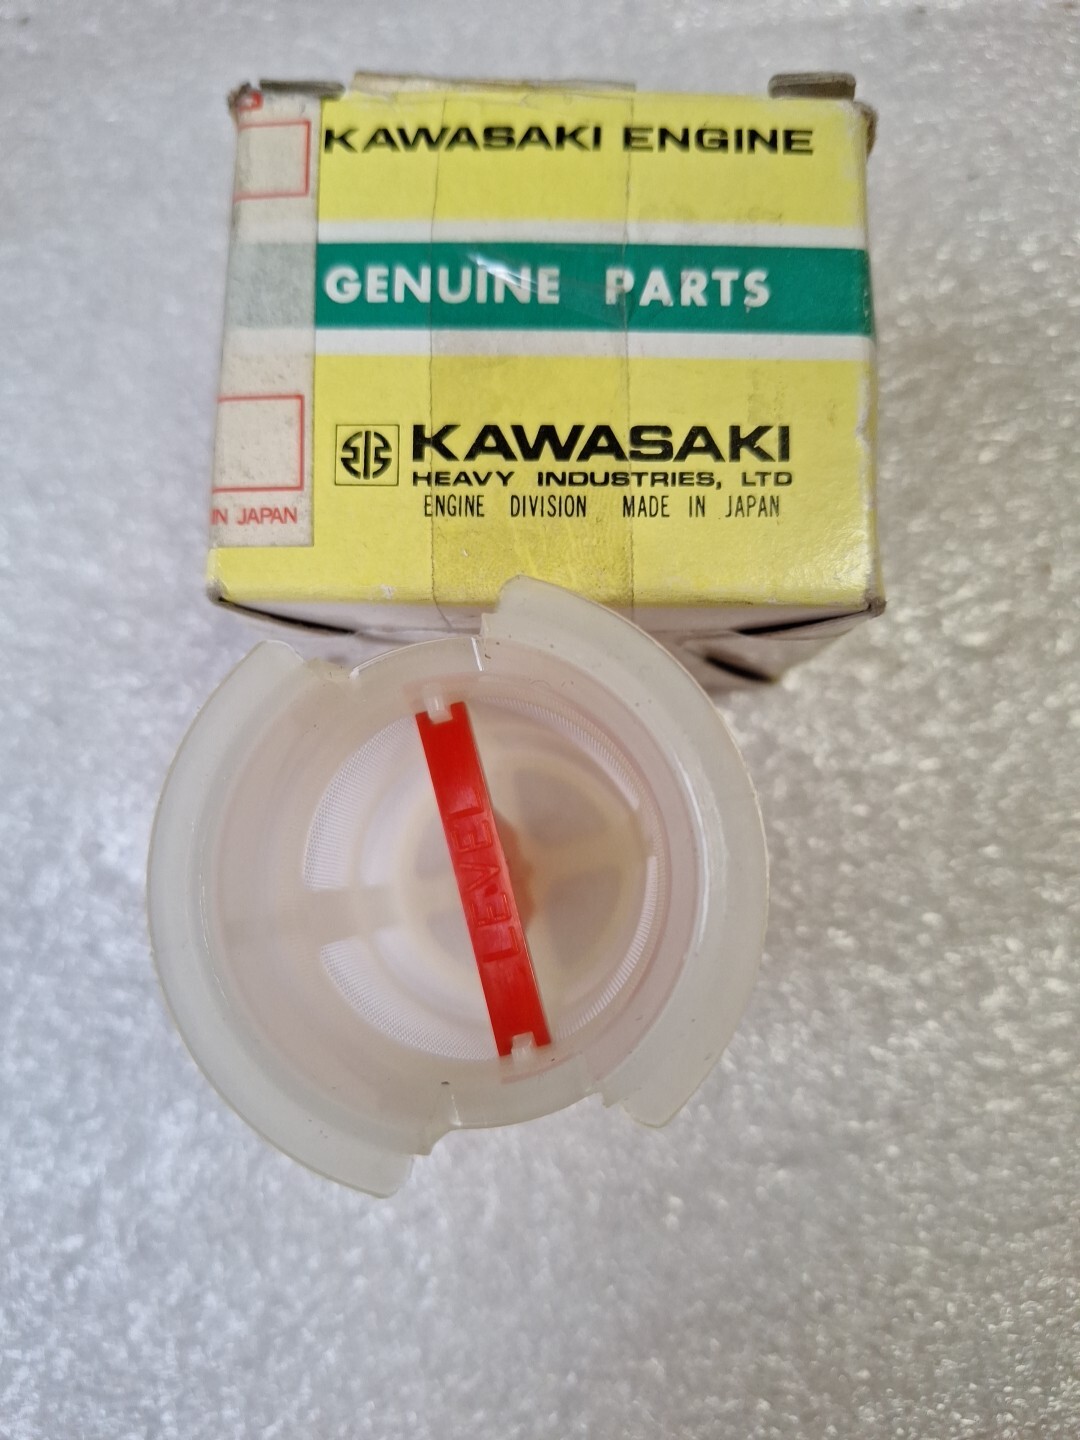 KAWASAKI ENGINE
GENUINE PARTS
KAWASAKI
HEAVY INDUSTRIES, LTD
ENGINE DIVISION MADE IN JAPAN
IN JAPAN
LEVEL